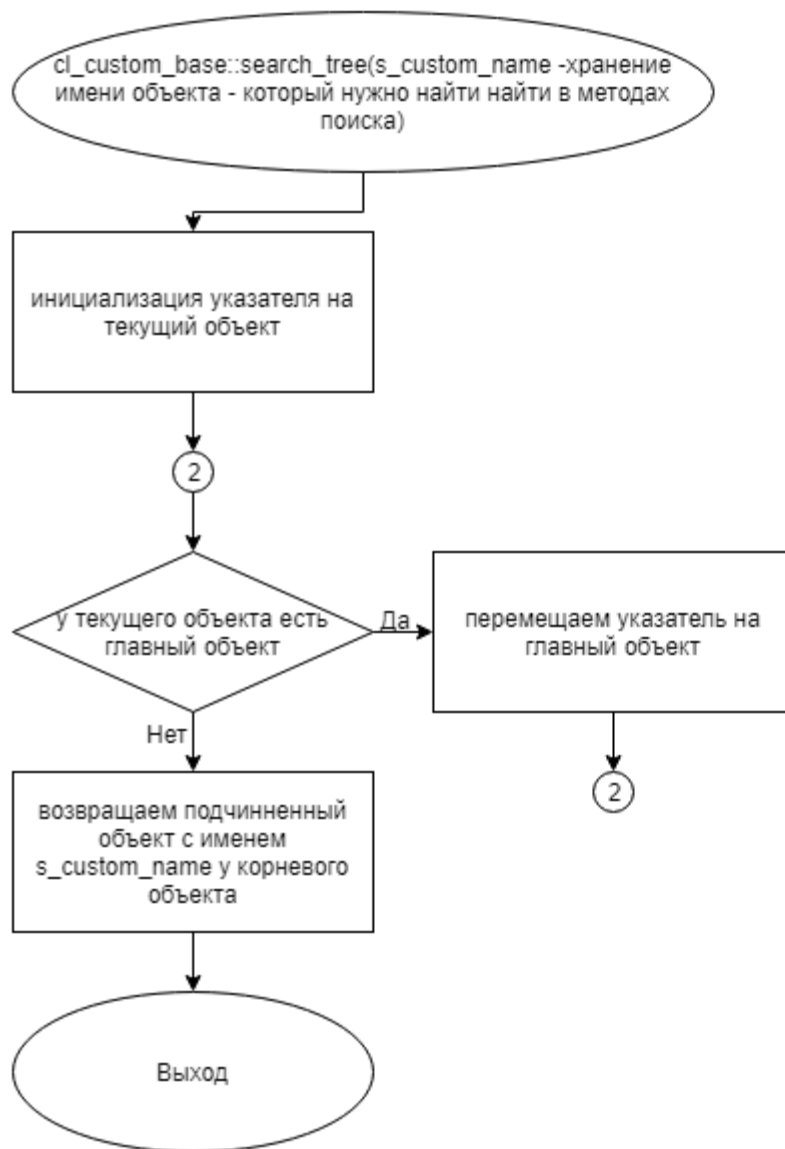 cl_custom_base::search_tree(s_custom_name -хранение
имени объекта - который нужно найти найти в методах
поиска)
инициализация указателя на
текущий объект
2
у текущего объекта есть
главный объект
Да
перемещаем указатель на
главный объект
2
Нет
возвращаем подчинненный
объект с именем
s_custom_name у корневого
объекта
Выход